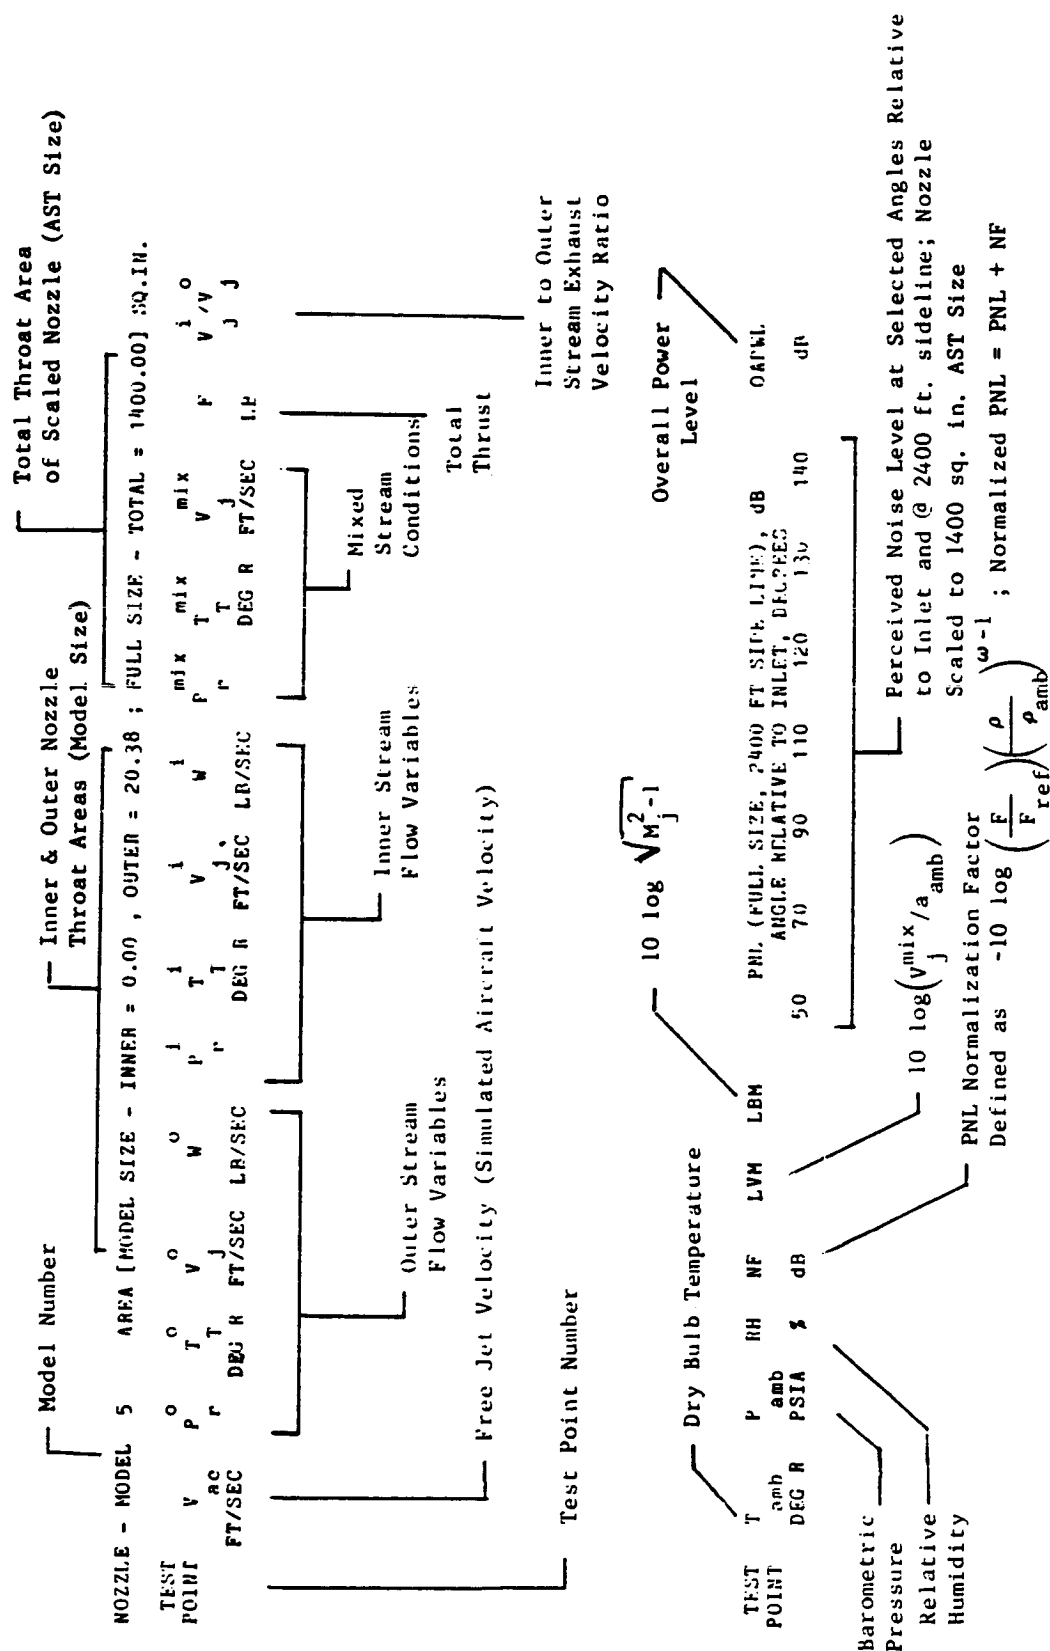 Total Throat Area
of Scaled Nozzle (AST Size)
Inner & Outer Nozzle
Throat Areas (Model Size)
Model Number
NOZZLE - MODEL 5 AREA [MODEL SIZE - INNER = 0.00 , OUTER = 20.38 ; FULL SIZE - TOTAL = 1400.00] SQ.IN.
TEST POINT
V ac FT/SEC
P o r
T o T DEG R
V o j FT/SEC
W o LB/SEC
P i r
T i T DEG R
V i j, FT/SEC
W i LB/SEC
P mix r
T mix T DEG R
V mix j FT/SEC
F LB
V i j / V o j
Outer Stream
Flow Variables
Inner Stream
Flow Variables
Mixed
Stream
Conditions
Total
Thrust
Inner to Outer
Stream Exhaust
Velocity Ratio
Free Jet Velocity (Simulated Aircraft Velocity)
Test Point Number
Dry Bulb Temperature
10 log √M²j-1
Overall Power
Level
TEST POINT
T amb DEG R
P amb PSIA
RH %
NF dB
LVM
LBM
PNL (FULL SIZE, 2400 FT SIDE LINE), dB
ANGLE RELATIVE TO INLET, DEGREES
50 70 90 110 120 130 140
OAPWL dB
Barometric
Pressure
Relative
Humidity
10 log(V mix j /a amb)
PNL Normalization Factor
Defined as -10 log (F / F ref)(ρ / ρ amb) ω-1 ; Normalized PNL = PNL + NF
Perceived Noise Level at Selected Angles Relative
to Inlet and @ 2400 ft. sideline; Nozzle
Scaled to 1400 sq. in. AST Size